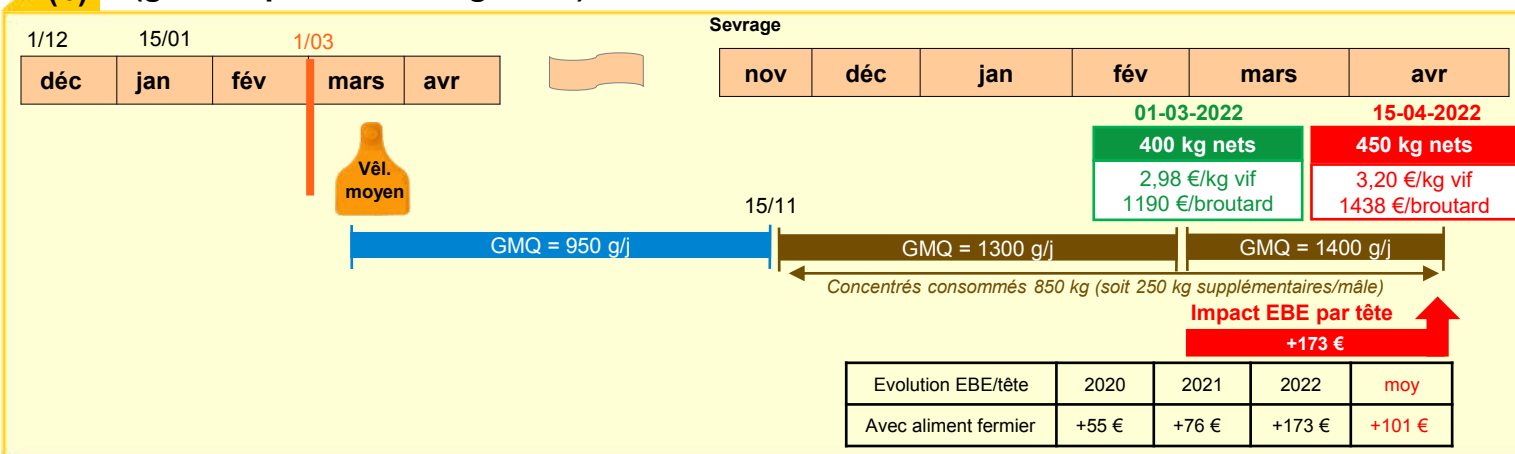 Sevrage
1/12 15/01 1/03
déc jan fév mars avr
nov déc jan fév mars avr
01-03-2022 15-04-2022
400 kg nets 450 kg nets
2,98 €/kg vif 3,20 €/kg vif
1190 €/broutard 1438 €/broutard
Vêl.
moyen
15/11
GMQ = 950 g/j GMQ = 1300 g/j GMQ = 1400 g/j
Concentrés consommés 850 kg (soit 250 kg supplémentaires/mâle)
Impact EBE par tête
+173 €
Evolution EBE/tête 2020 2021 2022 moy
Avec aliment fermier +55 € +76 € +173 € +101 €